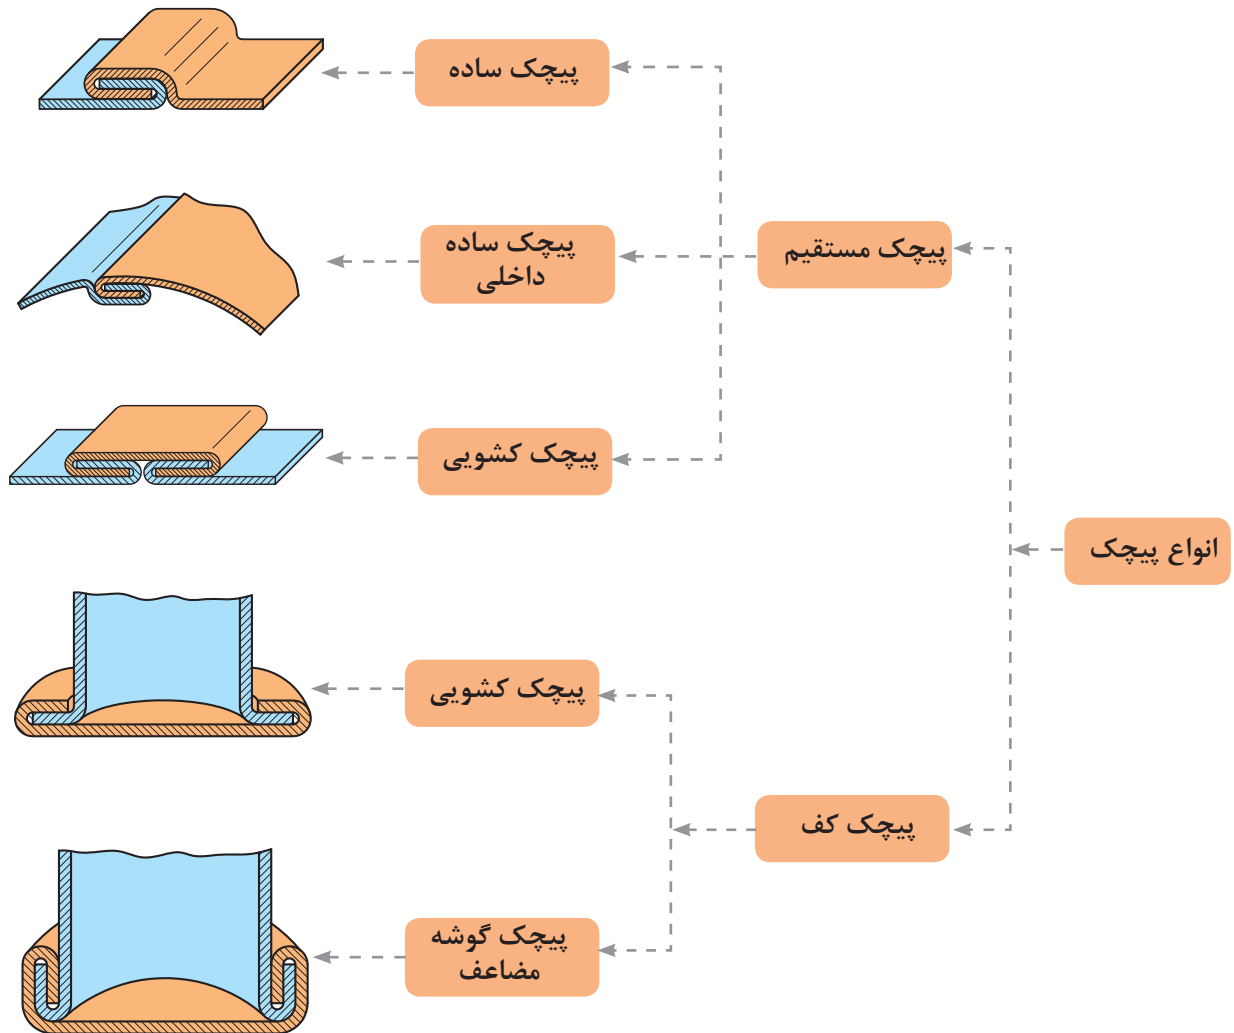 انواع پیچک
پیچک مستقیم
پیچک ساده
پیچک ساده
داخلی
پیچک کشویی
پیچک کف
پیچک کشویی
پیچک گوشه
مضاعف